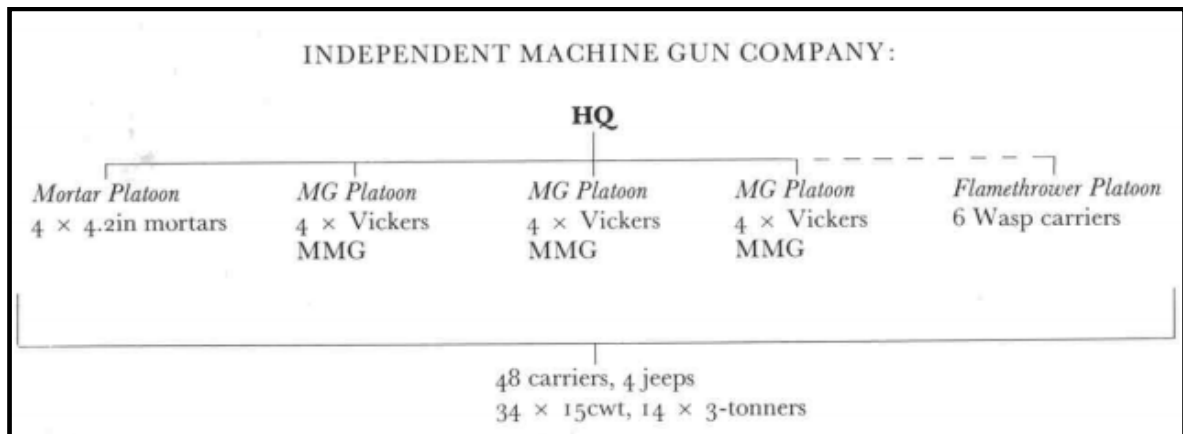 INDEPENDENT MACHINE GUN COMPANY:
HQ
Mortar Platoon
4 × 4.2in mortars
MG Platoon
4 × Vickers
MMG
MG Platoon
4 × Vickers
MMG
MG Platoon
4 × Vickers
MMG
Flamethrower Platoon
6 Wasp carriers
48 carriers, 4 jeeps
34 × 15cwt, 14 × 3-tonners